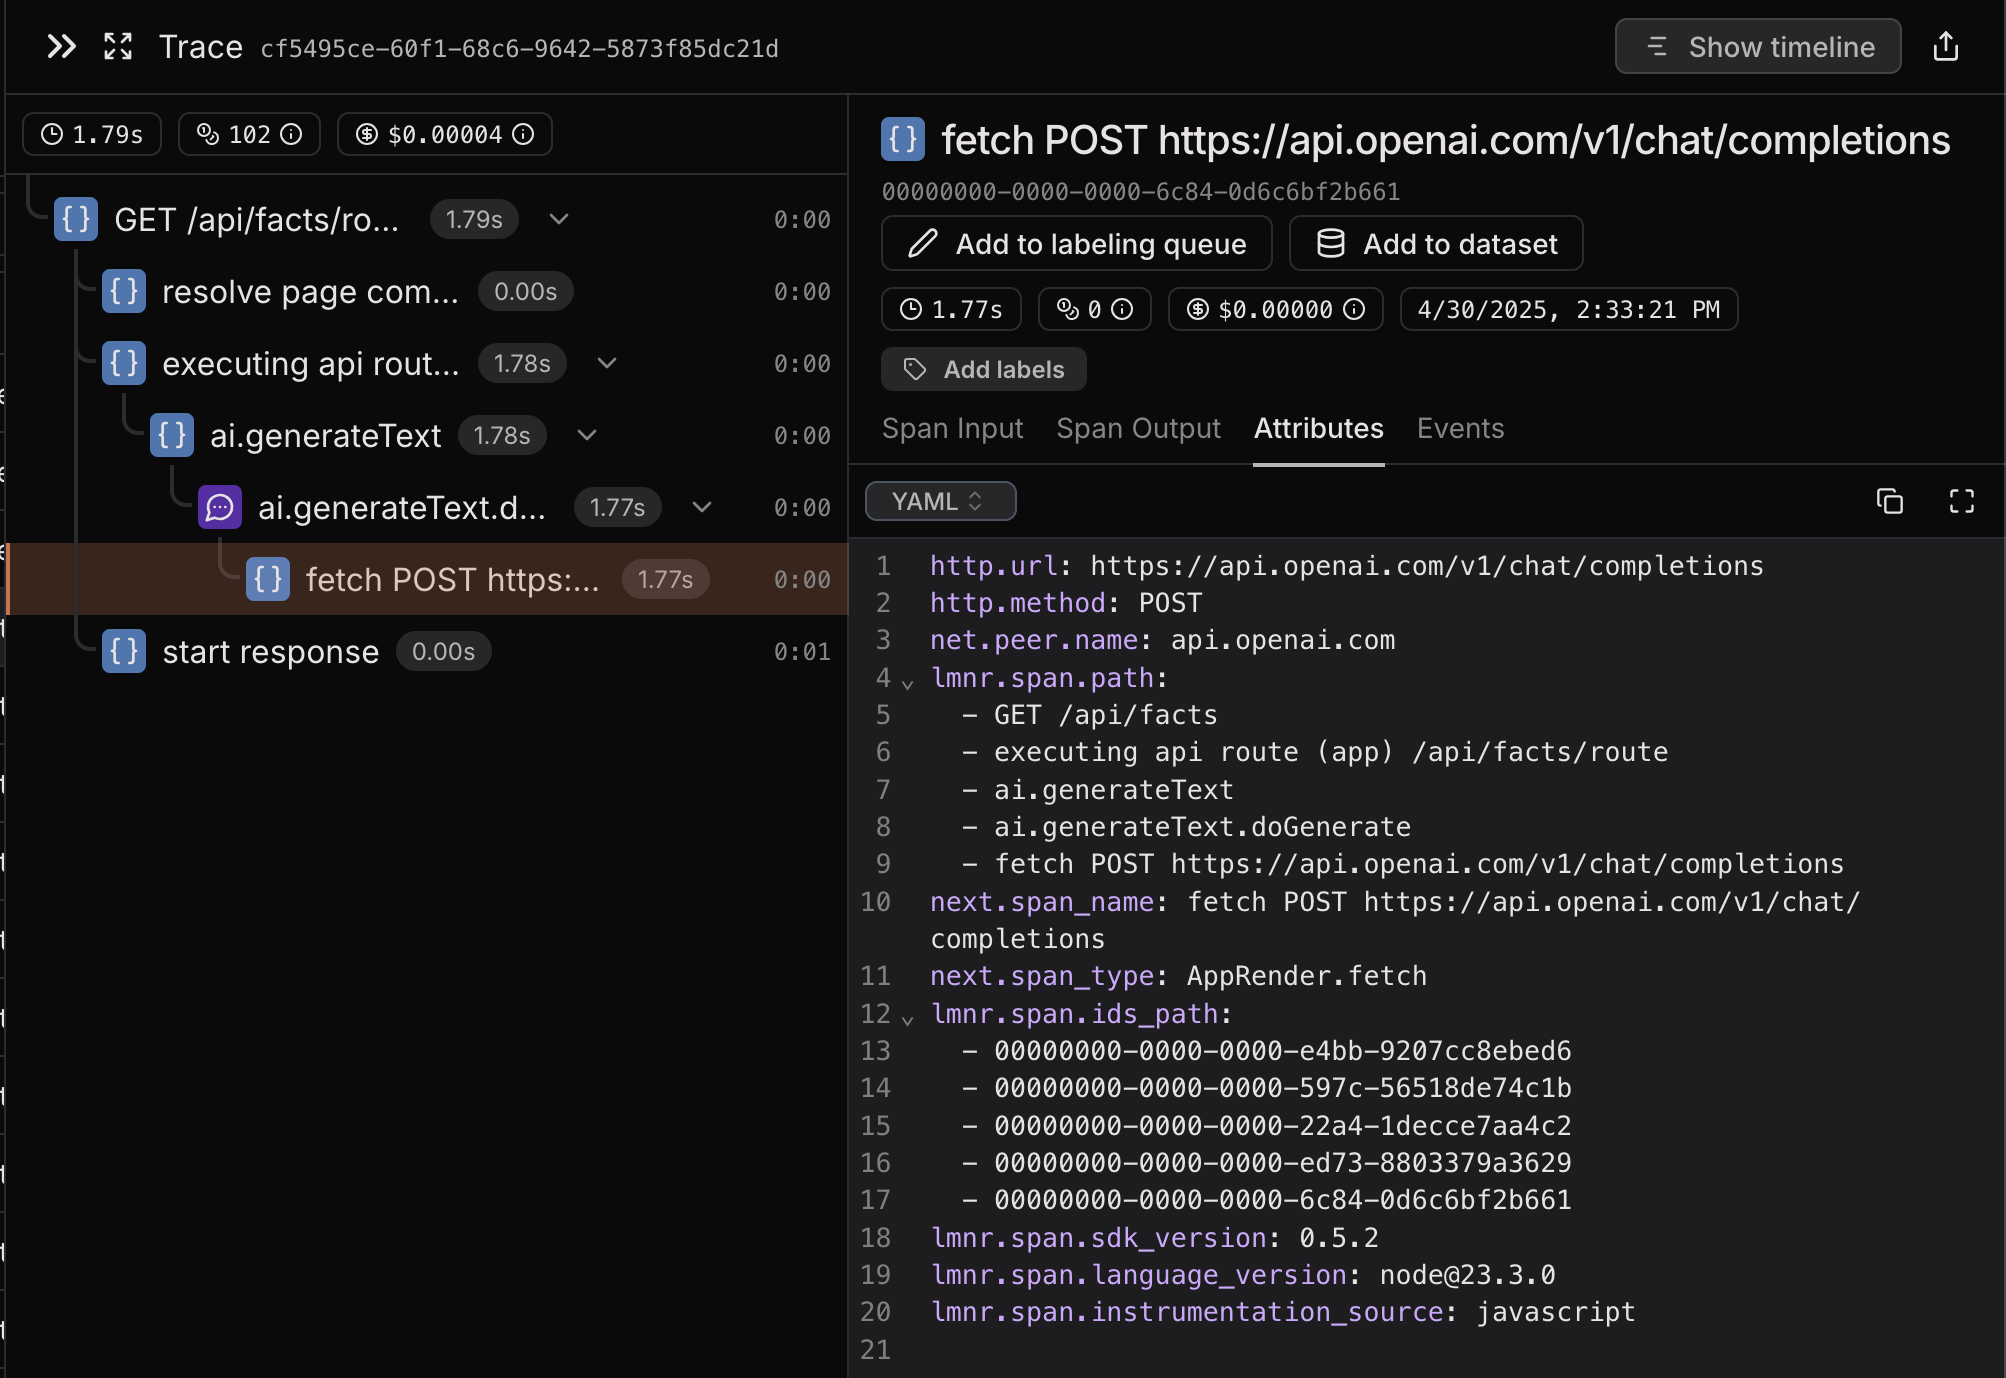 Trace cf5495ce-60f1-68c6-9642-5873f85dc21d
Show timeline
1.79s 102 $0.00004
GET /api/facts/ro... 1.79s 0:00
resolve page com... 0.00s 0:00
executing api rout... 1.78s 0:00
ai.generateText 1.78s 0:00
ai.generateText.d... 1.77s 0:00
fetch POST https:... 1.77s 0:00
start response 0.00s 0:01
fetch POST https://api.openai.com/v1/chat/completions
00000000-0000-0000-6c84-0d6c6bf2b661
Add to labeling queue Add to dataset
1.77s 0 $0.00000 4/30/2025, 2:33:21 PM
Add labels
Span Input Span Output Attributes Events
YAML
1 http.url: https://api.openai.com/v1/chat/completions
2 http.method: POST
3 net.peer.name: api.openai.com
4 lmnr.span.path:
5 - GET /api/facts
6 - executing api route (app) /api/facts/route
7 - ai.generateText
8 - ai.generateText.doGenerate
9 - fetch POST https://api.openai.com/v1/chat/completions
10 next.span_name: fetch POST https://api.openai.com/v1/chat/
completions
11 next.span_type: AppRender.fetch
12 lmnr.span.ids_path:
13 - 00000000-0000-0000-e4bb-9207cc8ebed6
14 - 00000000-0000-0000-597c-56518de74c1b
15 - 00000000-0000-0000-22a4-1decce7aa4c2
16 - 00000000-0000-0000-ed73-8803379a3629
17 - 00000000-0000-0000-6c84-0d6c6bf2b661
18 lmnr.span.sdk_version: 0.5.2
19 lmnr.span.language_version: node@23.3.0
20 lmnr.span.instrumentation_source: javascript
21